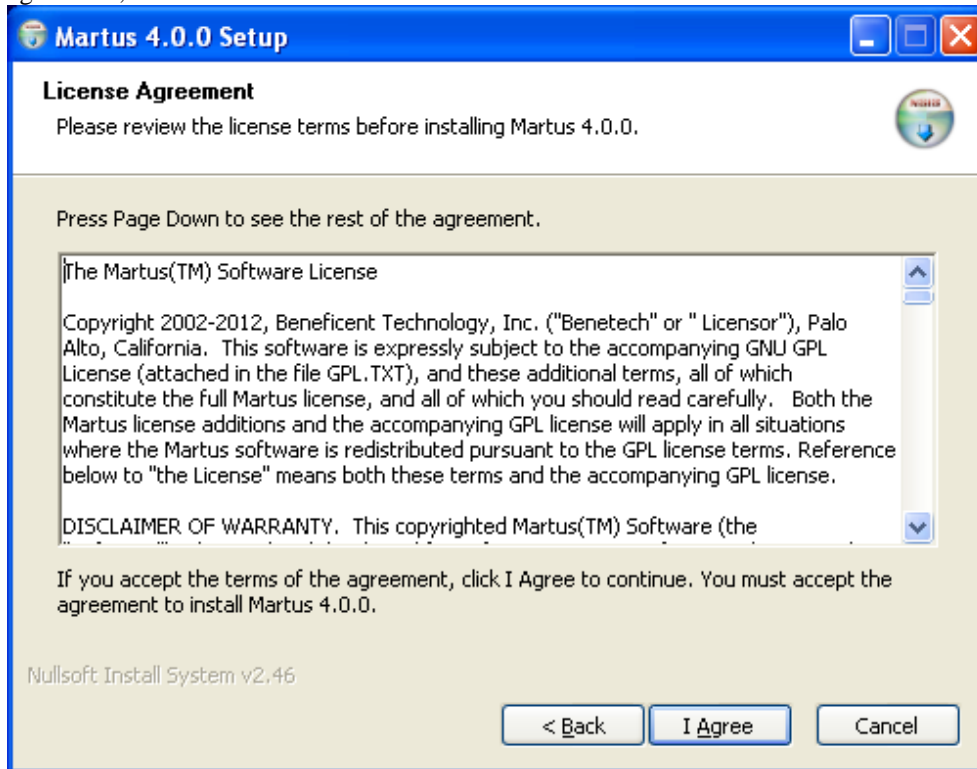 Martus 4.0.0 Setup
License Agreement
Please review the license terms before installing Martus 4.0.0.
Press Page Down to see the rest of the agreement.
The Martus(TM) Software License
Copyright 2002-2012, Beneficent Technology, Inc. ("Benetech" or " Licensor"), Palo
Alto, California.  This software is expressly subject to the accompanying GNU GPL
License (attached in the file GPL.TXT), and these additional terms, all of which
constitute the full Martus license, and all of which you should read carefully.   Both the
Martus license additions and the accompanying GPL license will apply in all situations
where the Martus software is redistributed pursuant to the GPL license terms. Reference
below to "the License" means both these terms and the accompanying GPL license.
DISCLAIMER OF WARRANTY.  This copyrighted Martus(TM) Software (the
If you accept the terms of the agreement, click I Agree to continue. You must accept the
agreement to install Martus 4.0.0.
Nullsoft Install System v2.46
< Back
I Agree
Cancel